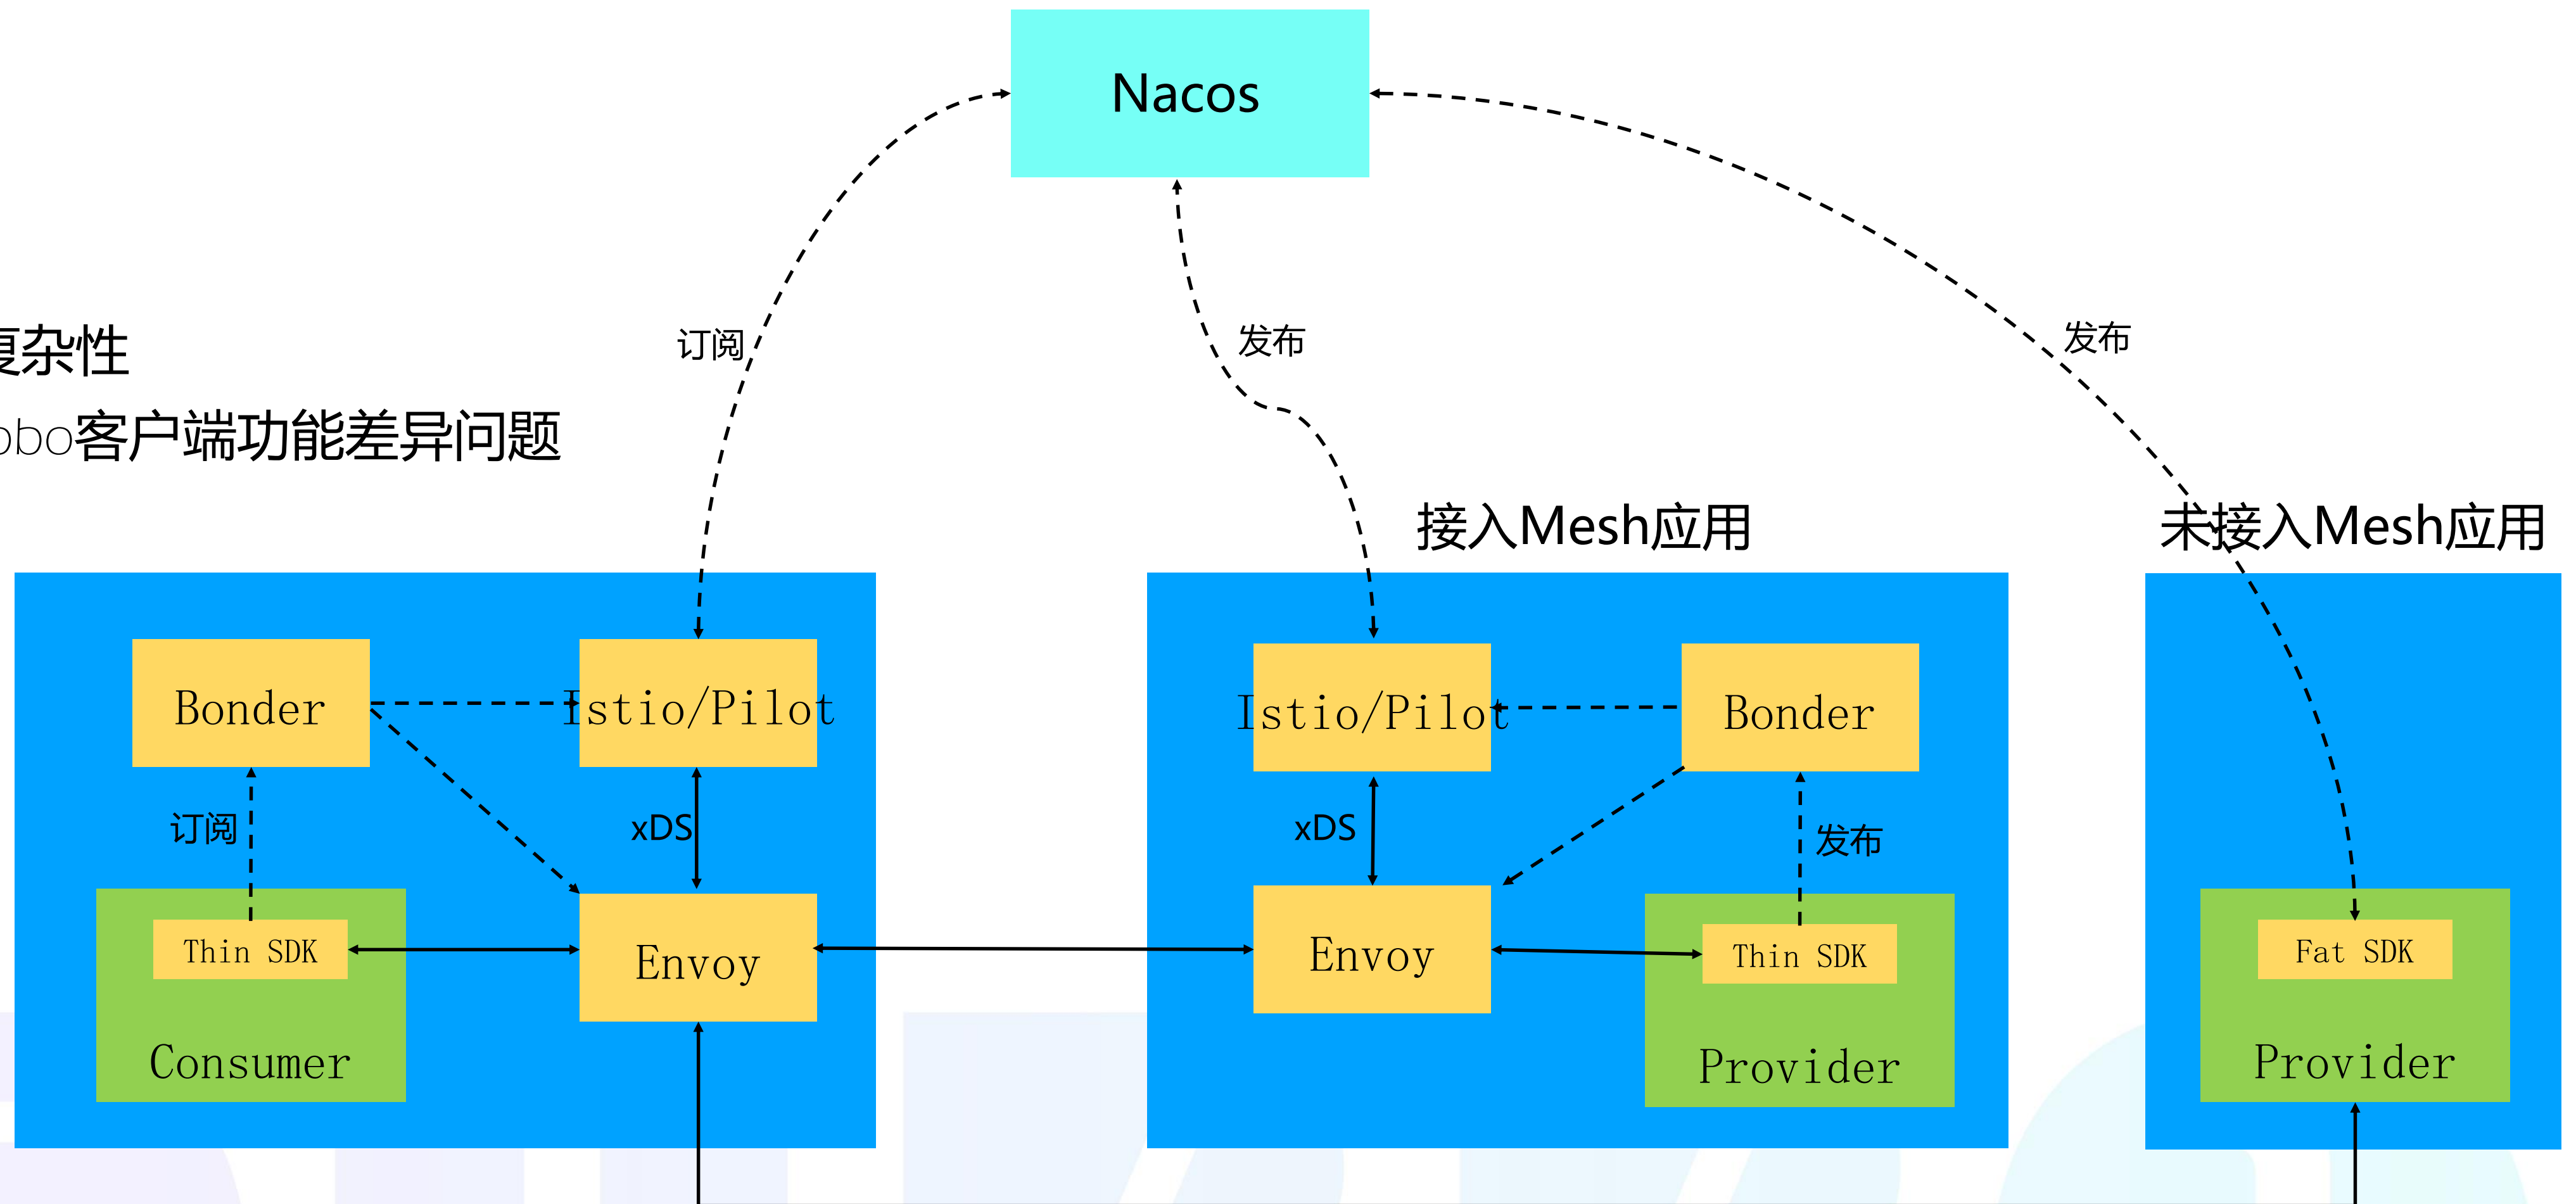 Nacos
订阅
发布
发布
复杂性
bbo客户端功能差异问题
接入Mesh应用
未接入Mesh应用
Bonder
Istio/Pilot
Istio/Pilot
Bonder
订阅
xDS
xDS
发布
Thin SDK
Envoy
Envoy
Thin SDK
Fat SDK
Consumer
Provider
Provider